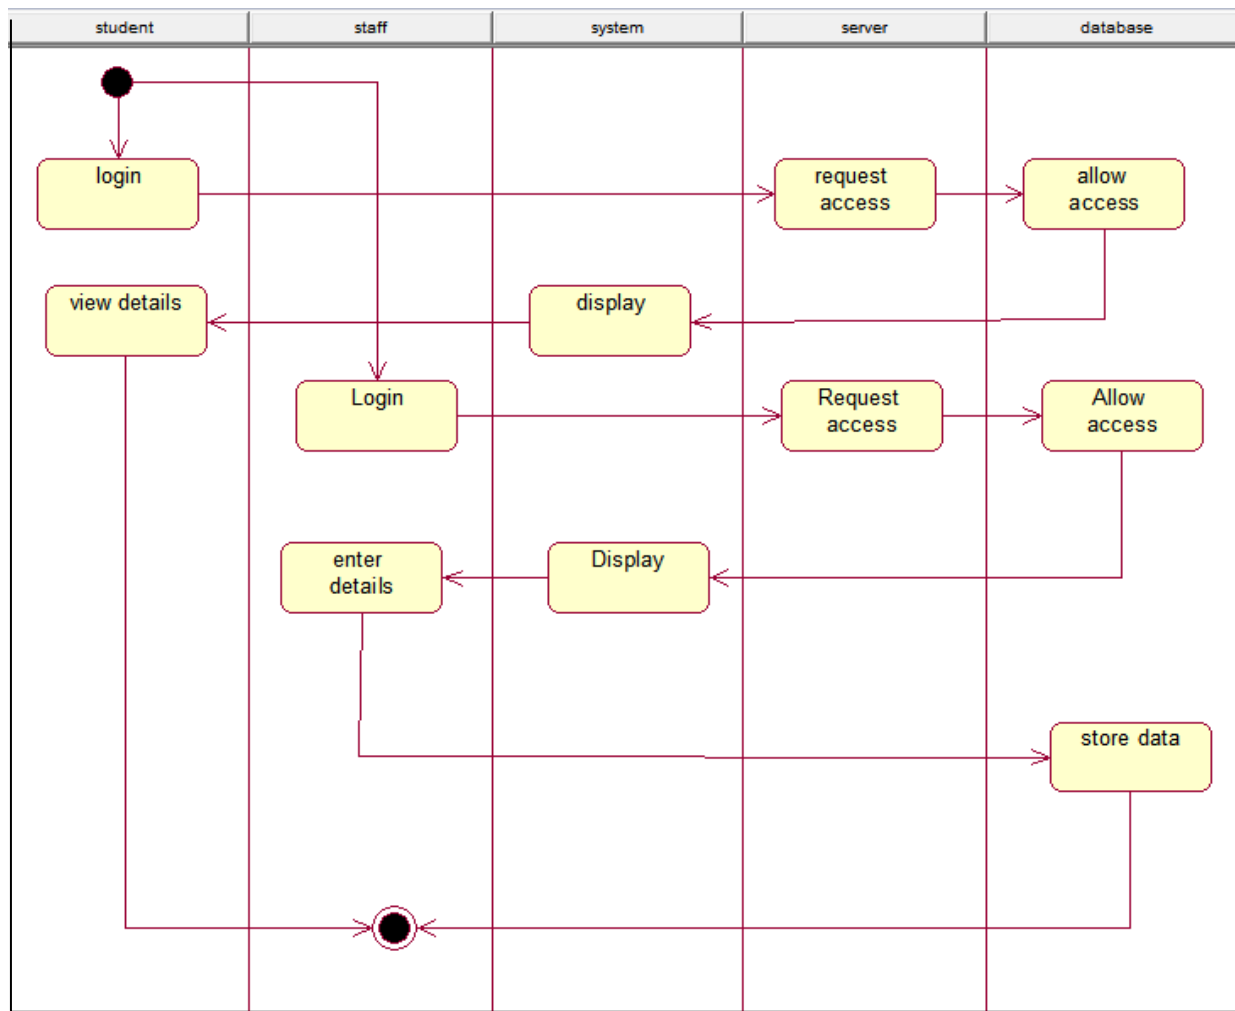 student
staff
system
server
database
login
request
access
allow
access
view details
display
Login
Request
access
Allow
access
enter
details
Display
store data